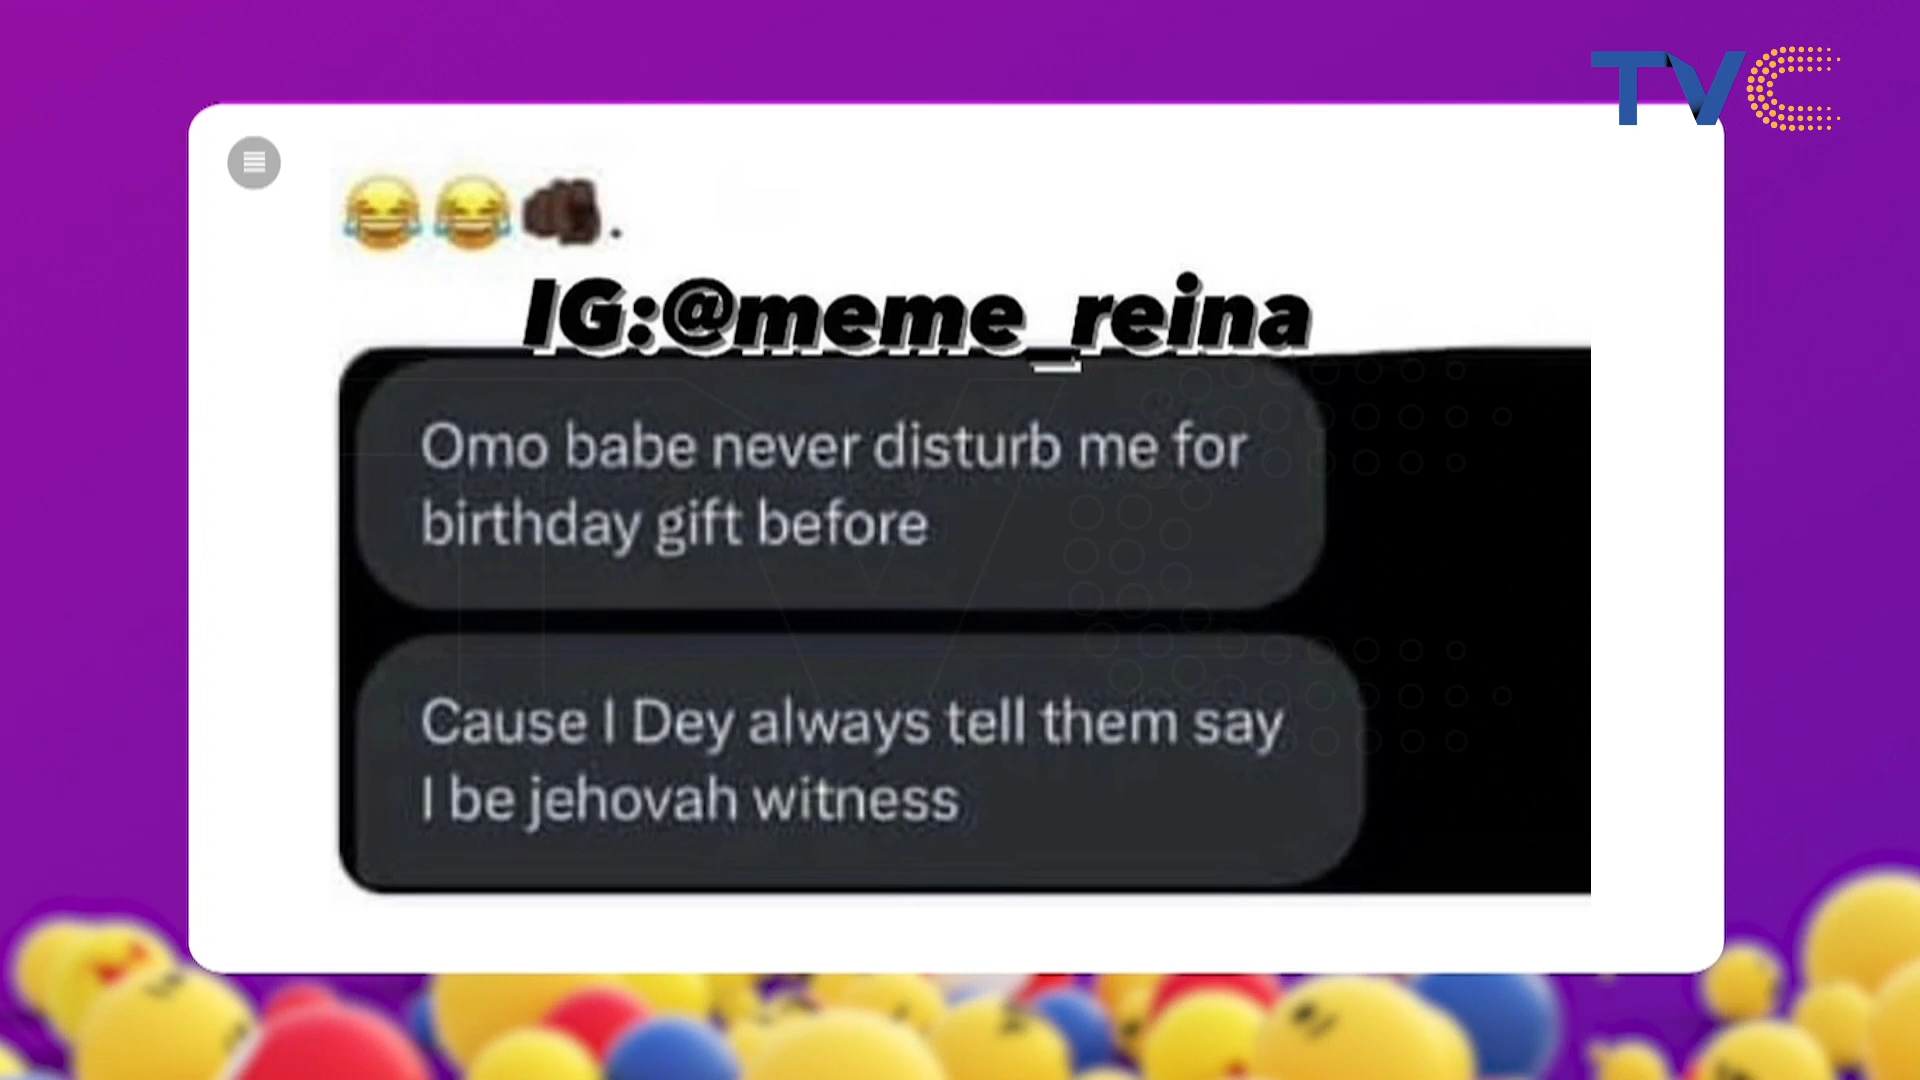 TVC
😂😂👊🏿.
IG:@meme_reina
Omo babe never disturb me for
birthday gift before
Cause I Dey always tell them say
I be jehovah witness